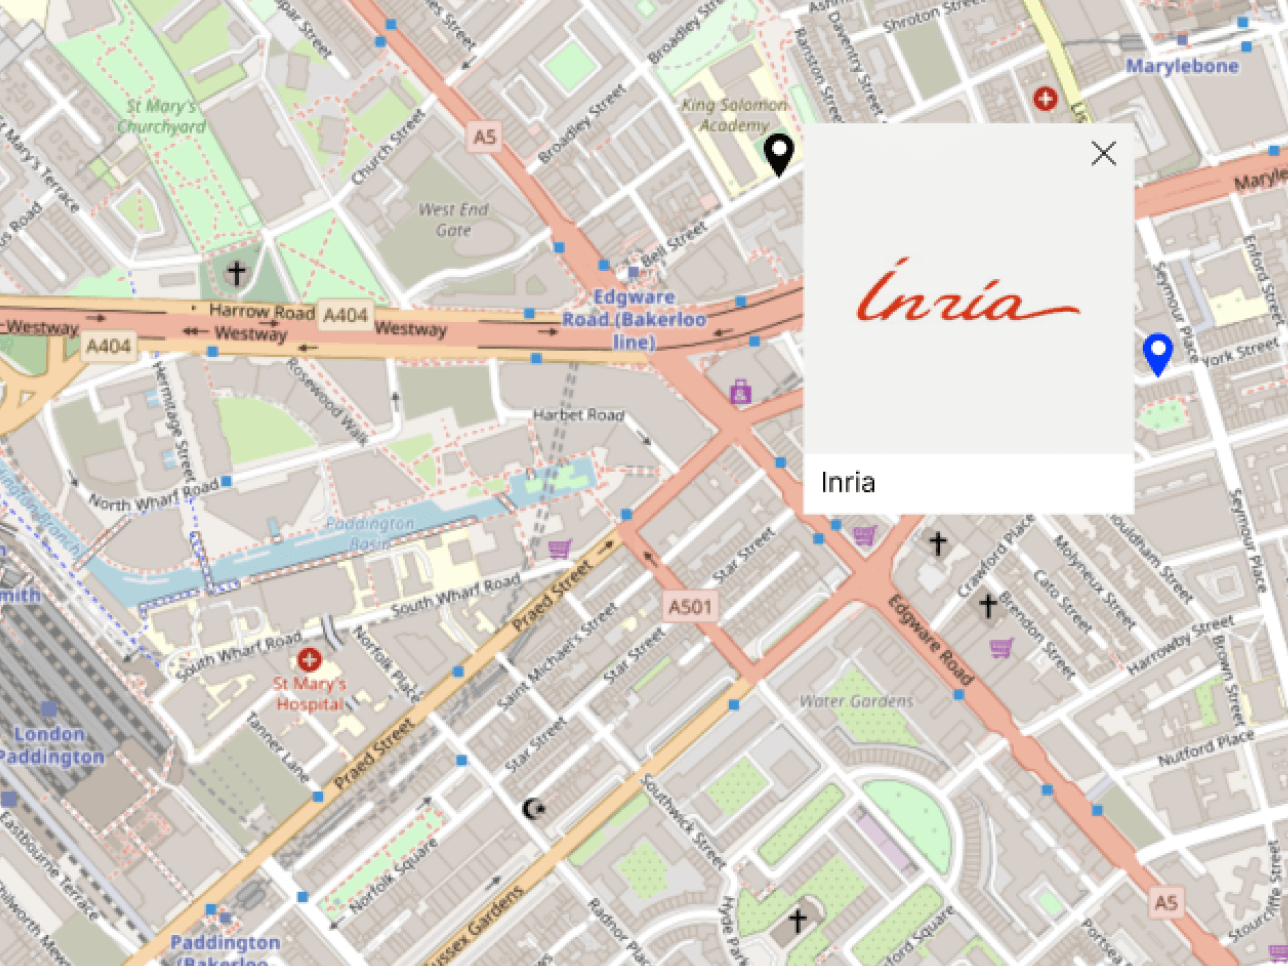 Church Street
Broadley Street
Broadley Street
Shroton Street
Ranston Street
Daventry Street
Marylebone
St Mary's
Churchyard
King Solomon
Academy
A5
West End
Gate
Bell Street
Enford Street
Seymour Place
York Street
Edgware
Road (Bakerloo
line)
Harrow Road
A404
Westway
Westway
Westway
A404
Inria
Inria
Hermitage Street
Rosewood Walk
Harbet Road
North Wharf Road
Paddington
Basin
South Wharf Road
South Wharf Road
Praed Street
Praed Street
Star Street
Star Street
Star Street
Saint Michael's Street
A501
Norfolk Place
St Mary's
Hospital
London
Paddington
Tanner Lane
Edgware Road
Crawford Place
Molyneux Street
Cato Street
Brendon Street
Harrowby Street
Brown Street
Seymour Place
Nutford Place
Water Gardens
Southwick Street
Norfolk Square
Eastbourne Terrace
Paddington
(Bakerloo
Radnor Place
A5